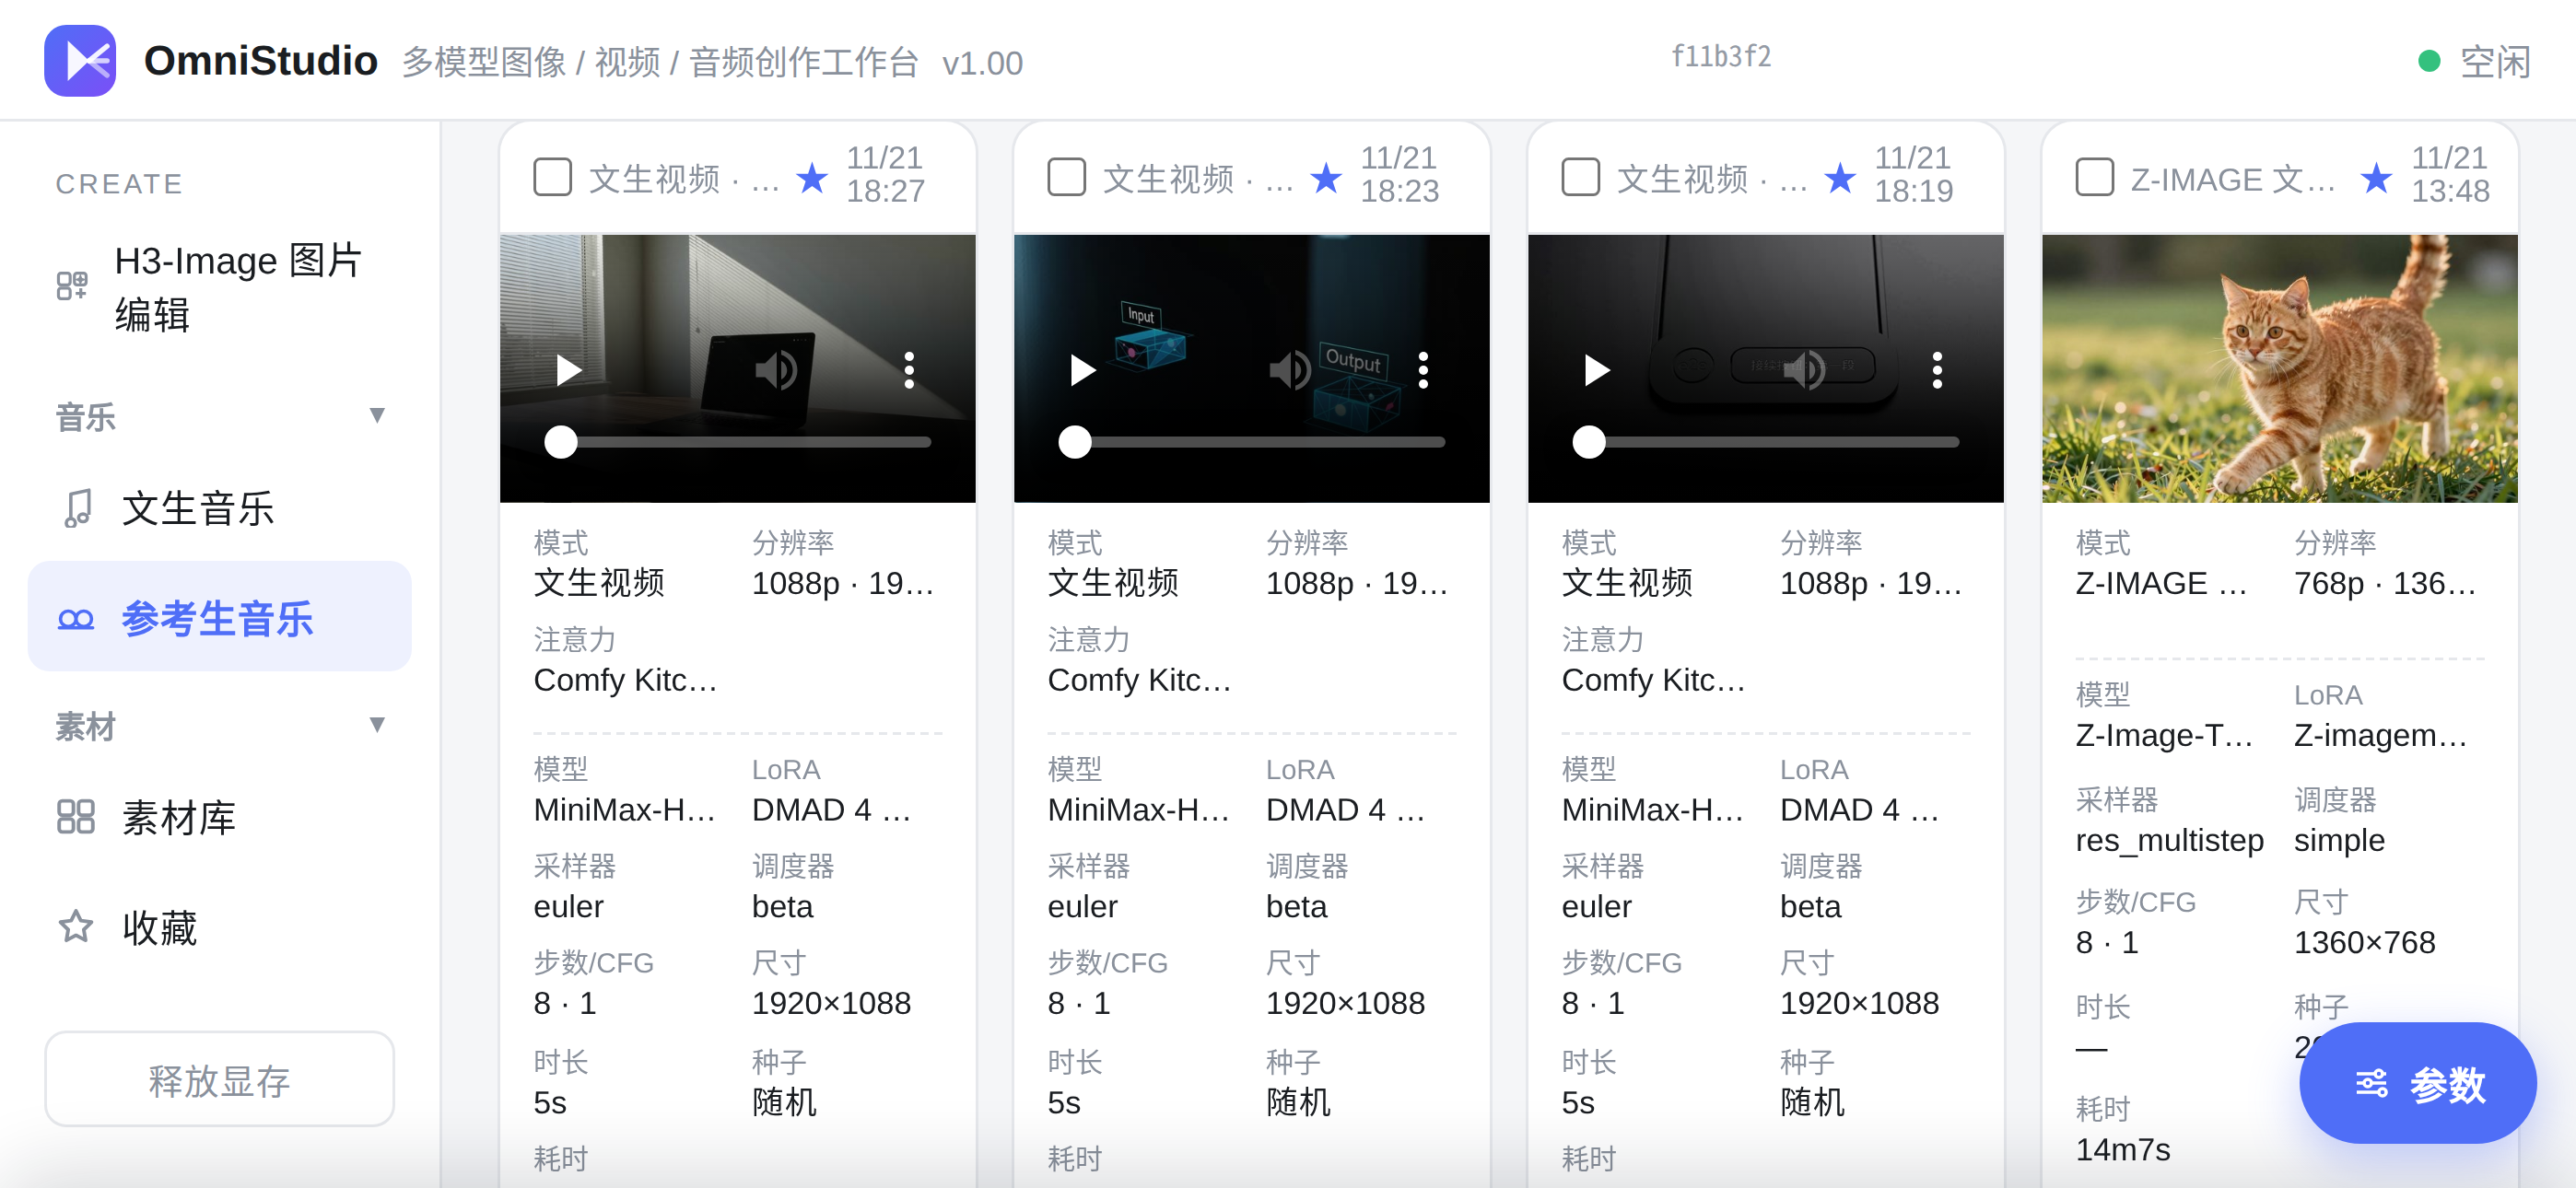 OmniStudio 多模型图像 / 视频 / 音频创作工作台 v1.00
f11b3f2
空闲
CREATE
H3-Image 图片
编辑
音乐
文生音乐
参考生音乐
素材
素材库
收藏
释放显存
文生视频 · ...
11/21
18:27
模式
文生视频
分辨率
1088p · 19...
注意力
Comfy Kitc...
模型
MiniMax-H...
LoRA
DMAD 4 ...
采样器
euler
调度器
beta
步数/CFG
8 · 1
尺寸
1920×1088
时长
5s
种子
随机
耗时
文生视频 · ...
11/21
18:23
Input
Output
模式
文生视频
分辨率
1088p · 19...
注意力
Comfy Kitc...
模型
MiniMax-H...
LoRA
DMAD 4 ...
采样器
euler
调度器
beta
步数/CFG
8 · 1
尺寸
1920×1088
时长
5s
种子
随机
耗时
文生视频 · ...
11/21
18:19
模式
文生视频
分辨率
1088p · 19...
注意力
Comfy Kitc...
模型
MiniMax-H...
LoRA
DMAD 4 ...
采样器
euler
调度器
beta
步数/CFG
8 · 1
尺寸
1920×1088
时长
5s
种子
随机
耗时
Z-IMAGE 文...
11/21
13:48
模式
Z-IMAGE ...
分辨率
768p · 136...
模型
Z-Image-T...
LoRA
Z-imagem...
采样器
res_multistep
调度器
simple
步数/CFG
8 · 1
尺寸
1360×768
时长
—
种子
耗时
14m7s
参数